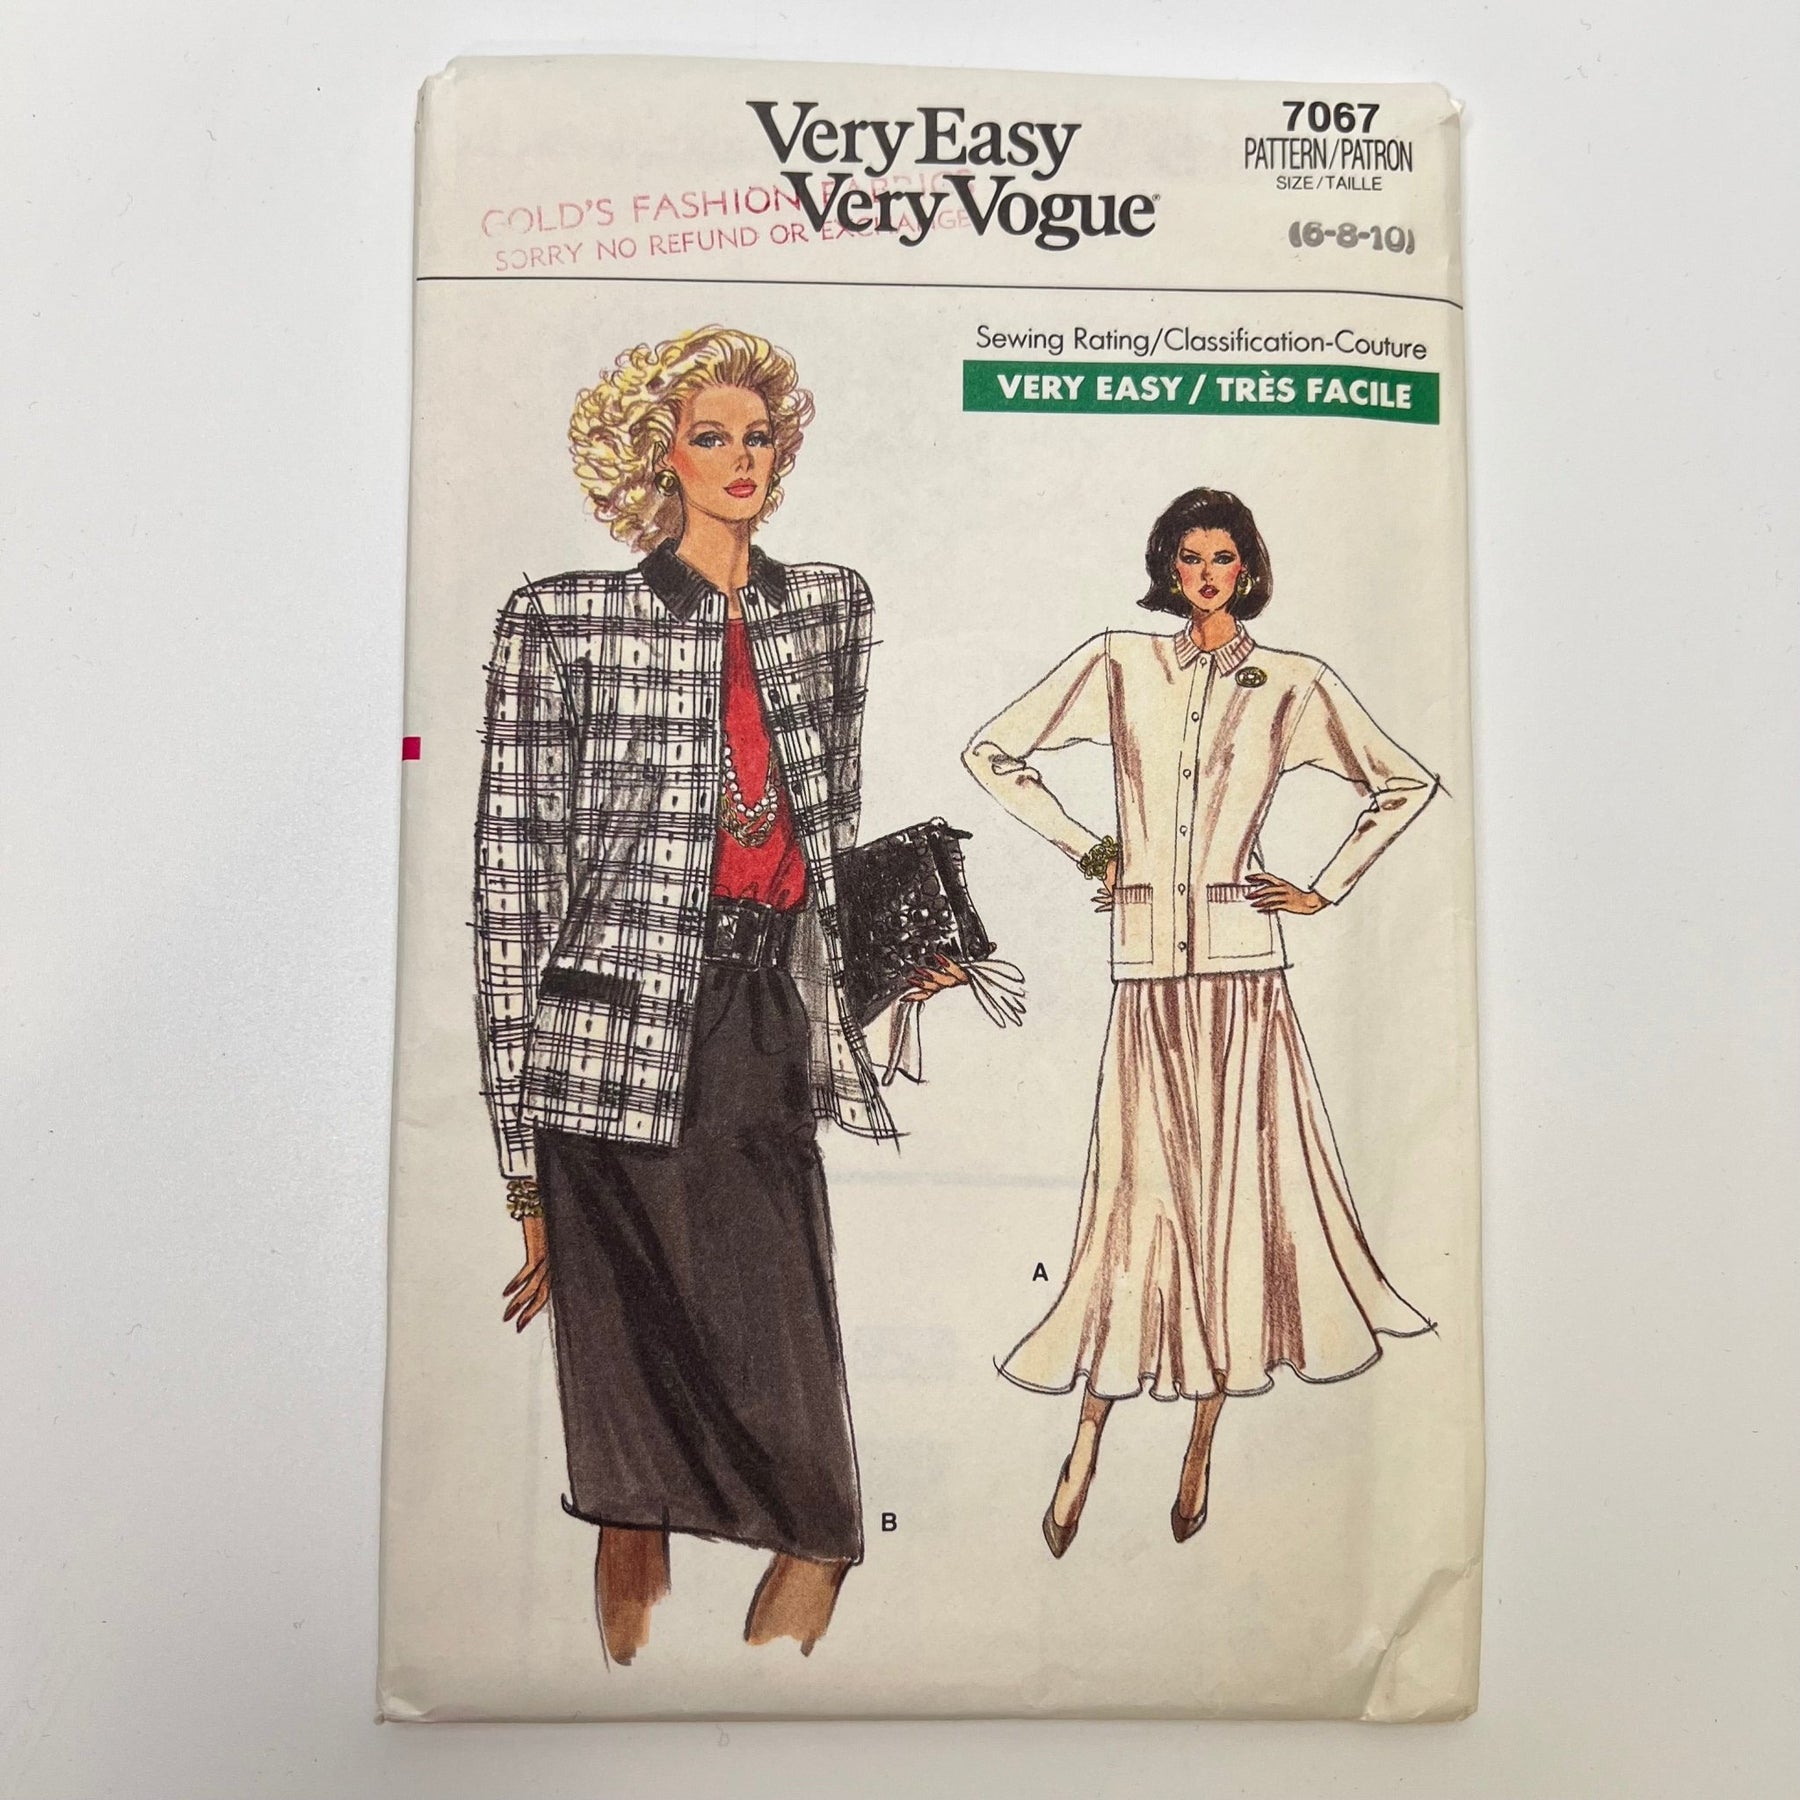 Very Easy
Very Vogue®
GOLD'S FASHION FABRICS
SORRY NO REFUND OR EXCHANGE
7067
PATTERN/PATRON
SIZE/TAILLE
(6-8-10)
Sewing Rating/Classification-Couture
VERY EASY / TRÈS FACILE
A
B